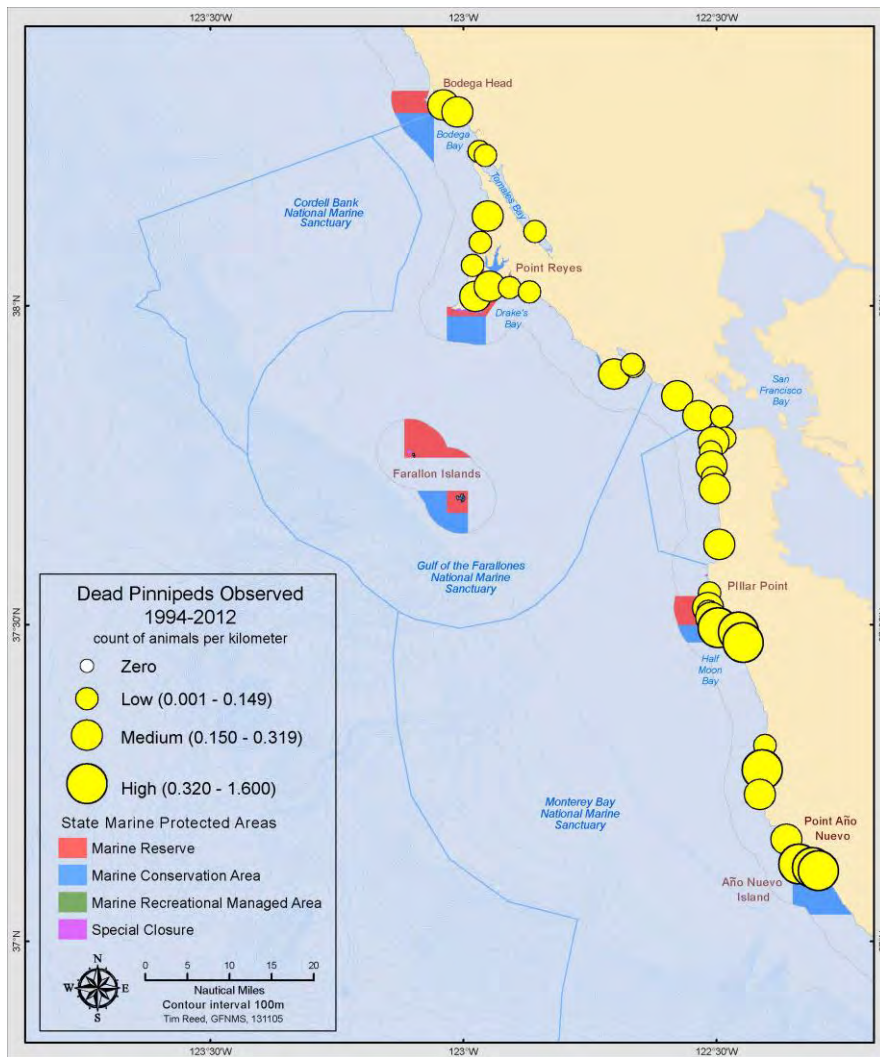 123°30'W
123°W
122°30'W
Bodega Head
Bodega
Bay
Tomales Bay
Cordell Bank
National Marine
Sanctuary
Point Reyes
38°N
38°N
Drake's
Bay
San
Francisco
Bay
Farallon Islands
Gulf of the Farallones
National Marine
Sanctuary
PIllar Point
37°30'N
Half
Moon
Bay
Dead Pinnipeds Observed
1994-2012
count of animals per kilometer
Zero
Low (0.001 - 0.149)
Medium (0.150 - 0.319)
High (0.320 - 1.600)
State Marine Protected Areas
Marine Reserve
Marine Conservation Area
Marine Recreational Managed Area
Special Closure
N
W
E
S
0 5 10 15 20
Nautical Miles
Contour interval 100m
Tim Reed, GFNMS, 131105
Monterey Bay
National Marine
Sanctuary
Point Año
Nuevo
Año Nuevo
Island
37°N
37°N
123°30'W
123°W
122°30'W